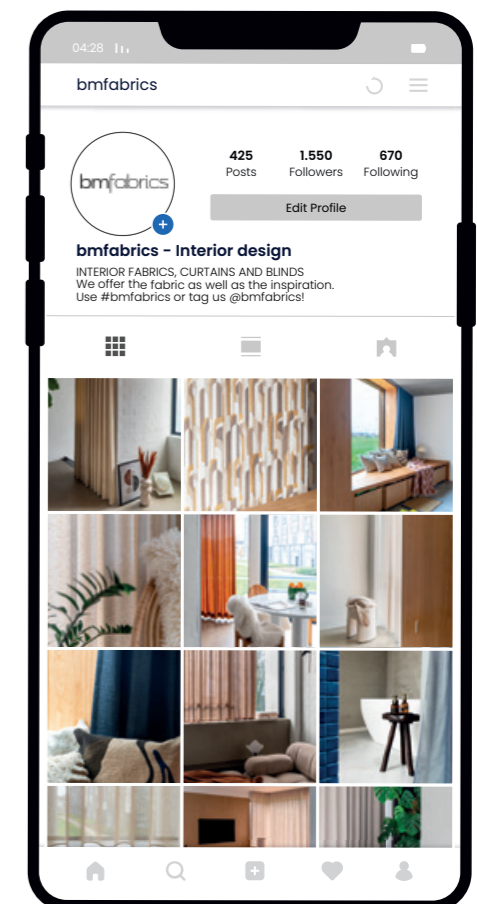 04:28
bmfabrics
bmfabrics
425 1.550 670
Posts Followers Following
Edit Profile
bmfabrics - Interior design
INTERIOR FABRICS, CURTAINS AND BLINDS
We offer the fabric as well as the inspiration.
Use #bmfabrics or tag us @bmfabrics!